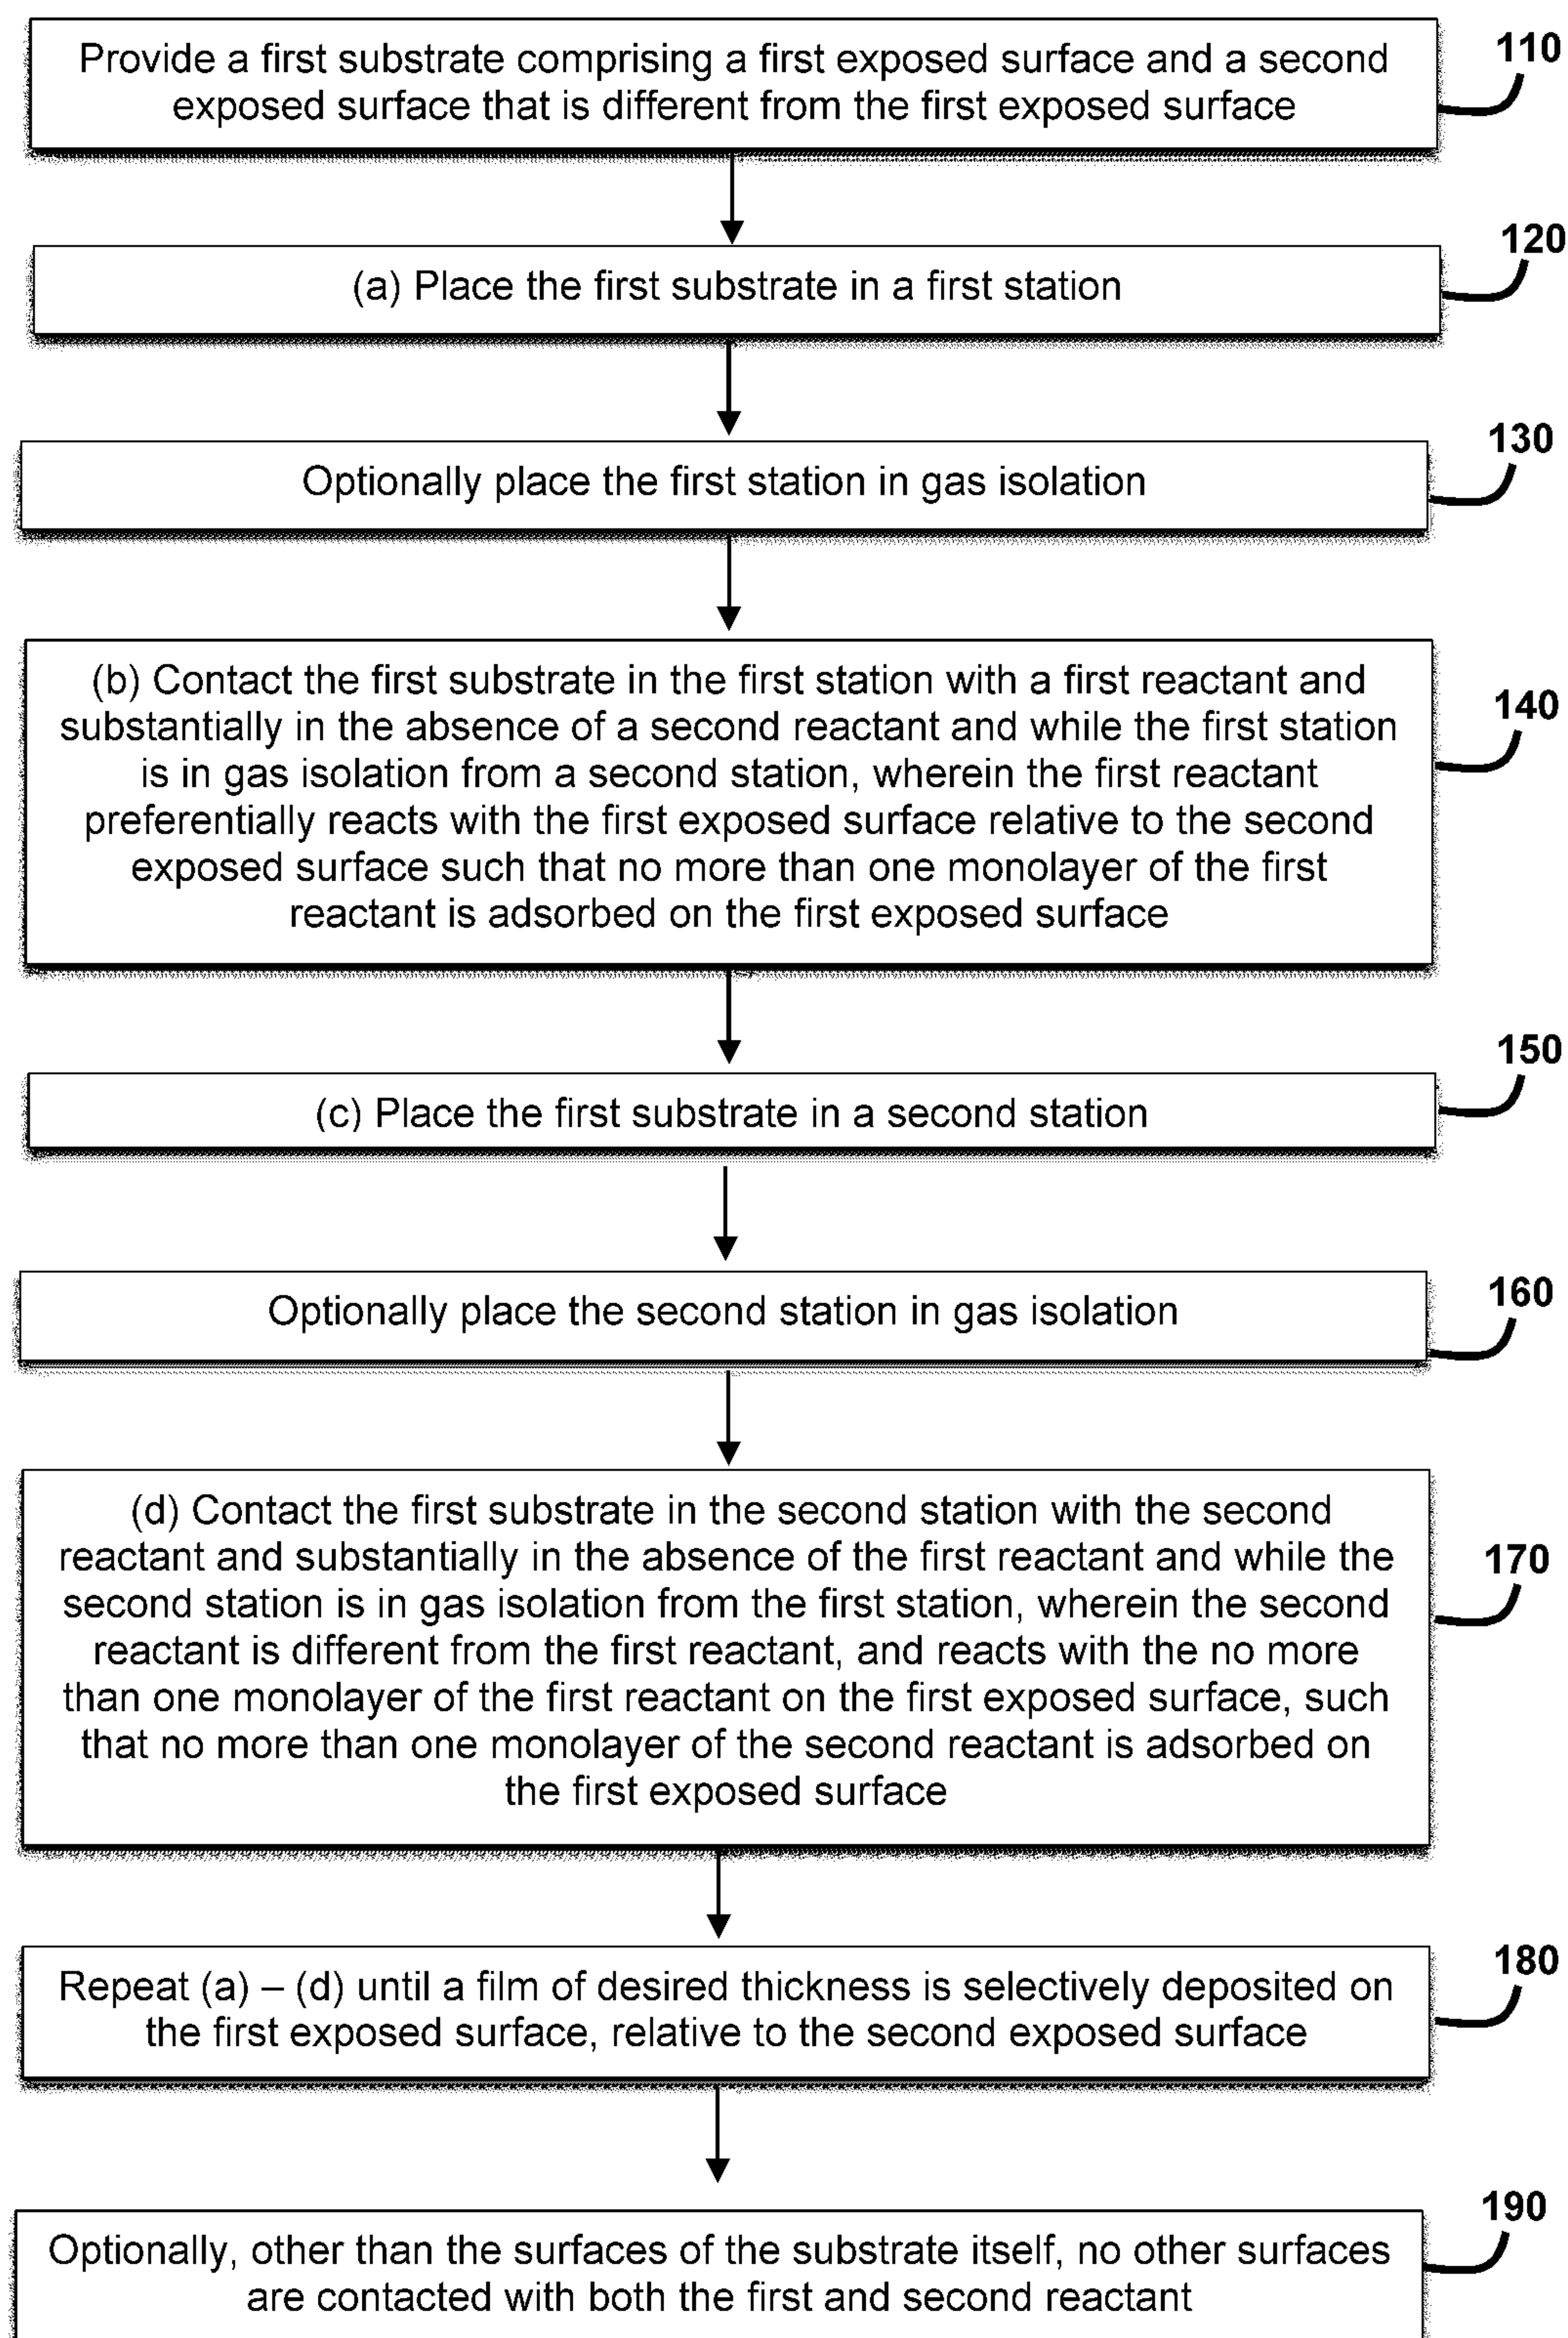 Provide a first substrate comprising a first exposed surface and a second
exposed surface that is different from the first exposed surface
110
(a) Place the first substrate in a first station
120
Optionally place the first station in gas isolation
130
(b) Contact the first substrate in the first station with a first reactant and
substantially in the absence of a second reactant and while the first station
is in gas isolation from a second station, wherein the first reactant
preferentially reacts with the first exposed surface relative to the second
exposed surface such that no more than one monolayer of the first
reactant is adsorbed on the first exposed surface
140
(c) Place the first substrate in a second station
150
Optionally place the second station in gas isolation
160
(d) Contact the first substrate in the second station with the second
reactant and substantially in the absence of the first reactant and while the
second station is in gas isolation from the first station, wherein the second
reactant is different from the first reactant, and reacts with the no more
than one monolayer of the first reactant on the first exposed surface, such
that no more than one monolayer of the second reactant is adsorbed on
the first exposed surface
170
Repeat (a) – (d) until a film of desired thickness is selectively deposited on
the first exposed surface, relative to the second exposed surface
180
Optionally, other than the surfaces of the substrate itself, no other surfaces
are contacted with both the first and second reactant
190